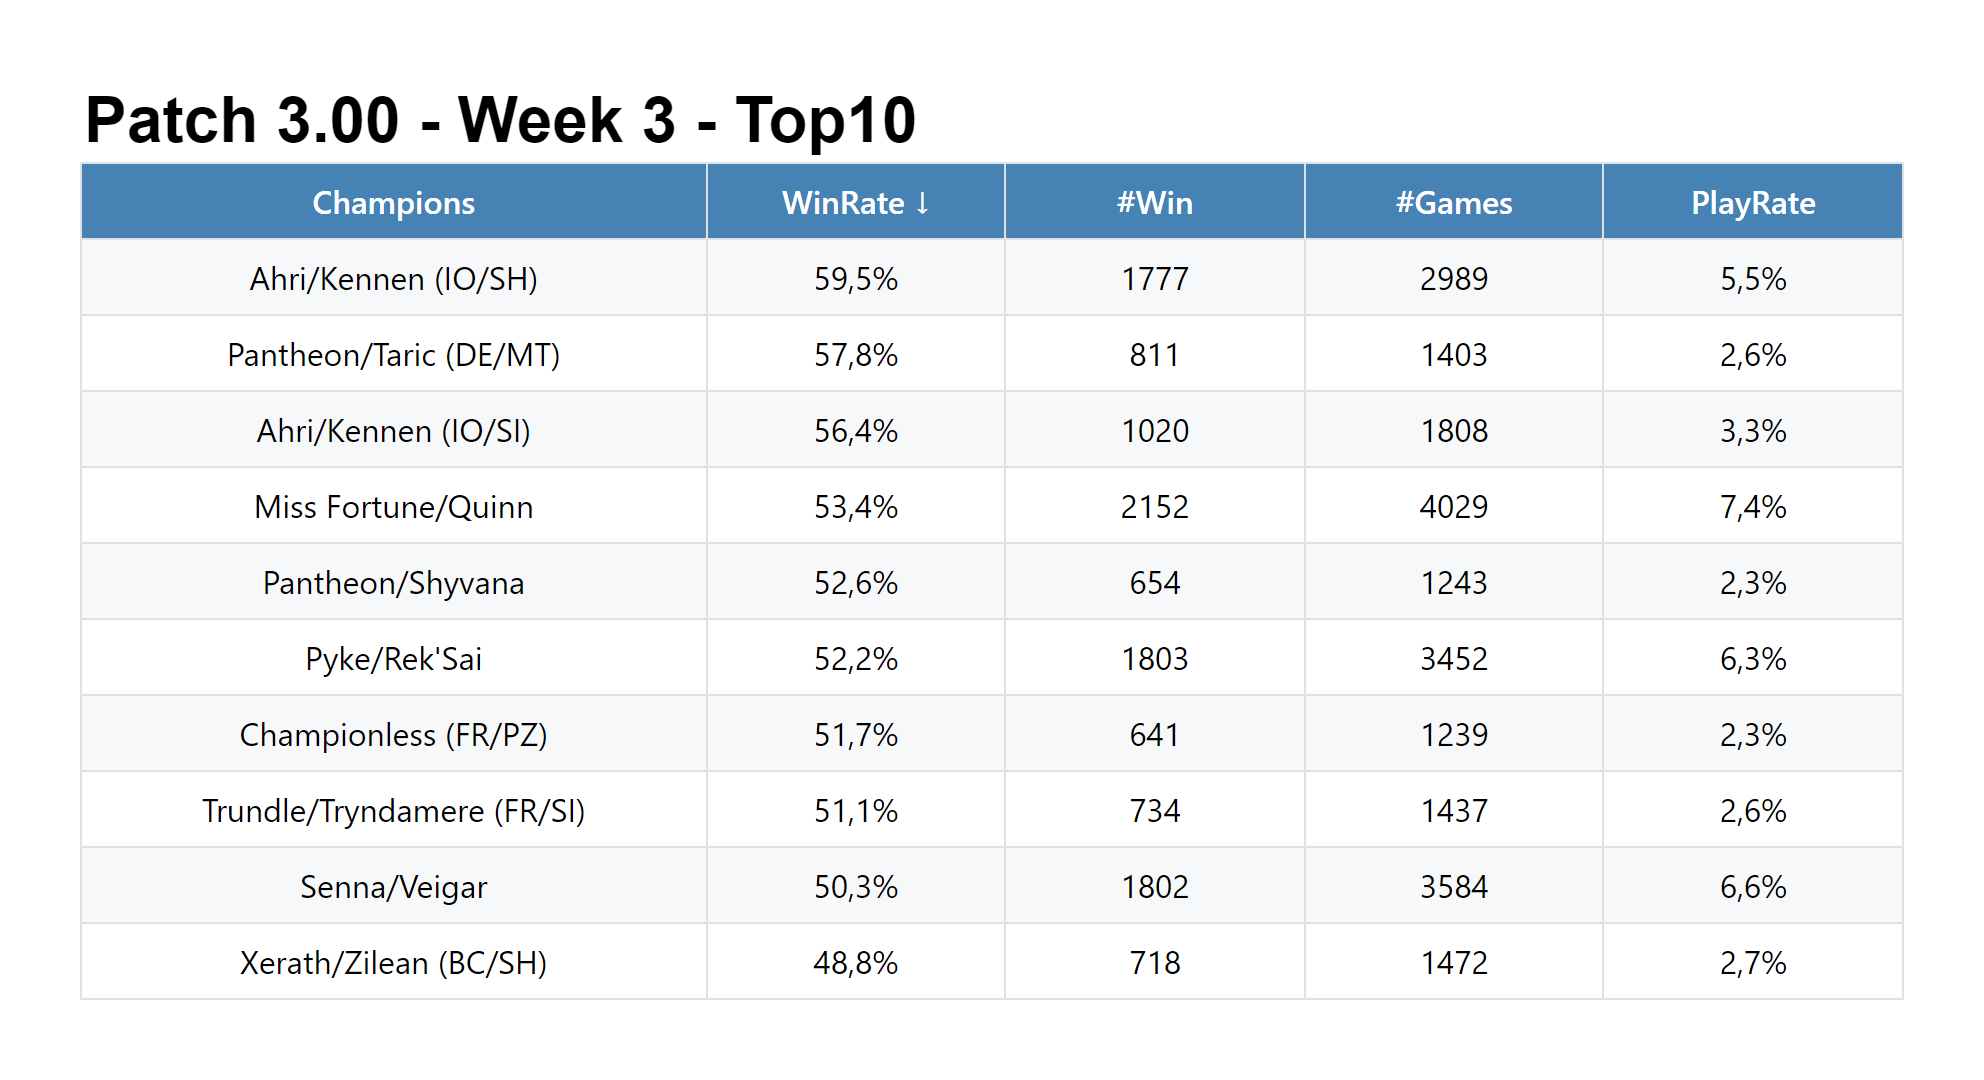 Patch 3.00 - Week 3 - Top10
Champions WinRate ↓ #Win #Games PlayRate
Ahri/Kennen (IO/SH) 59,5% 1777 2989 5,5%
Pantheon/Taric (DE/MT) 57,8% 811 1403 2,6%
Ahri/Kennen (IO/SI) 56,4% 1020 1808 3,3%
Miss Fortune/Quinn 53,4% 2152 4029 7,4%
Pantheon/Shyvana 52,6% 654 1243 2,3%
Pyke/Rek'Sai 52,2% 1803 3452 6,3%
Championless (FR/PZ) 51,7% 641 1239 2,3%
Trundle/Tryndamere (FR/SI) 51,1% 734 1437 2,6%
Senna/Veigar 50,3% 1802 3584 6,6%
Xerath/Zilean (BC/SH) 48,8% 718 1472 2,7%